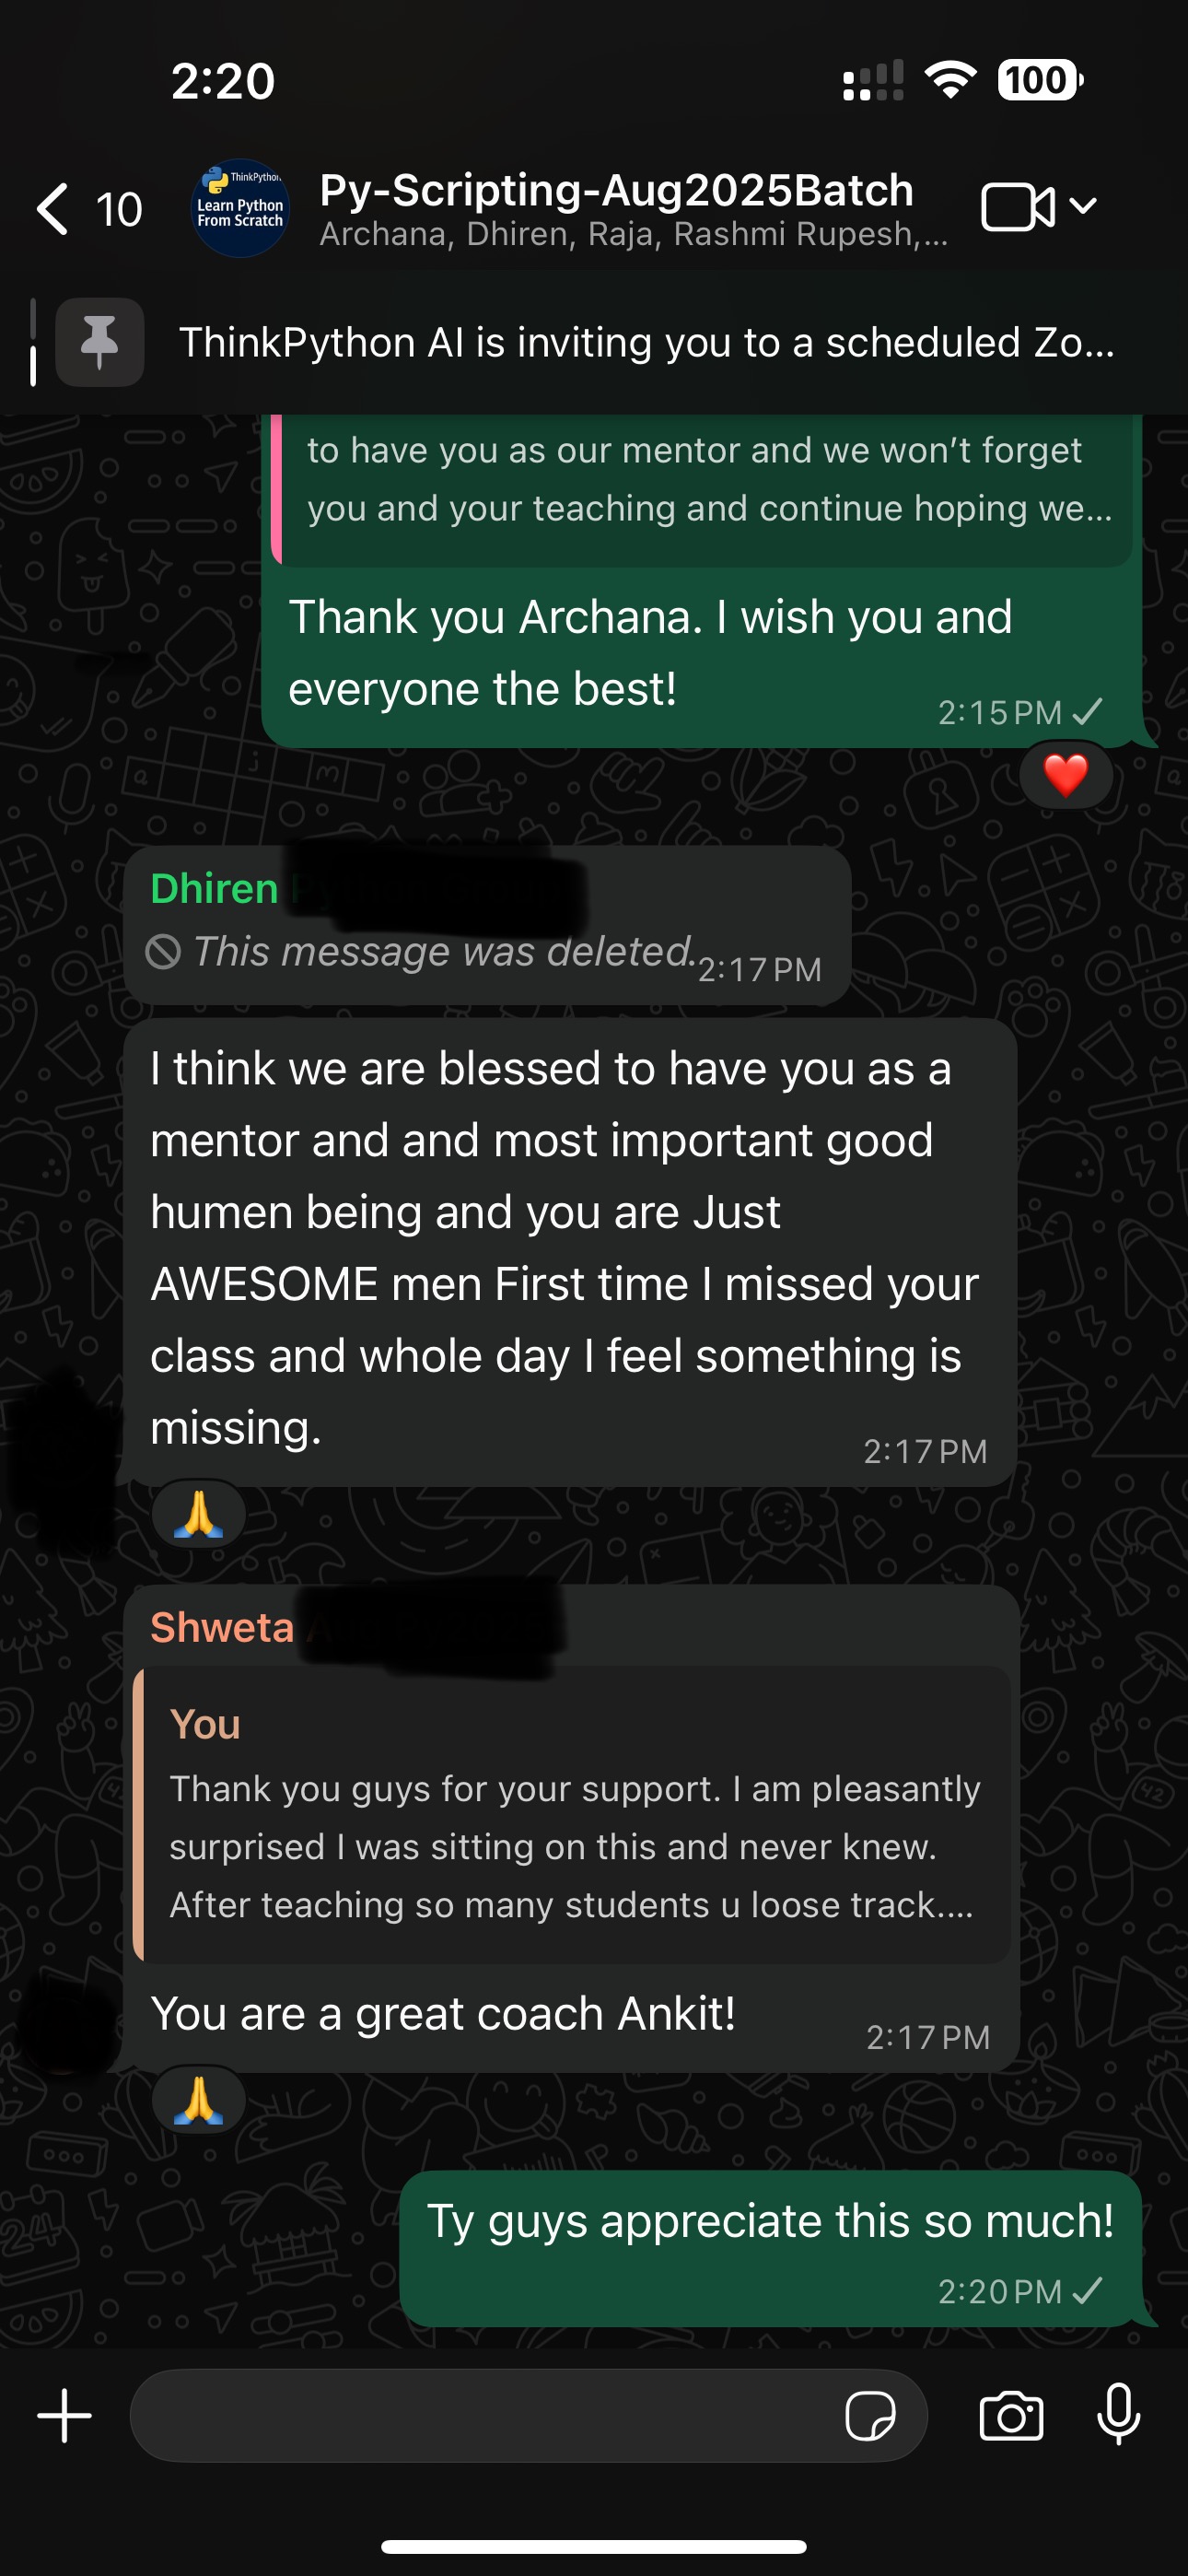 2:20
100
10
ThinkPython
Learn Python
From Scratch
Py-Scripting-Aug2025Batch
Archana, Dhiren, Raja, Rashmi Rupesh,...
ThinkPython AI is inviting you to a scheduled Zo...
to have you as our mentor and we won't forget
you and your teaching and continue hoping we...
Thank you Archana. I wish you and
everyone the best!
2:15 PM
Dhiren
This message was deleted.
2:17 PM
I think we are blessed to have you as a
mentor and and most important good
humen being and you are Just
AWESOME men First time I missed your
class and whole day I feel something is
missing.
2:17 PM
Shweta
You
Thank you guys for your support. I am pleasantly
surprised I was sitting on this and never knew.
After teaching so many students u loose track....
You are a great coach Ankit!
2:17 PM
Ty guys appreciate this so much!
2:20 PM